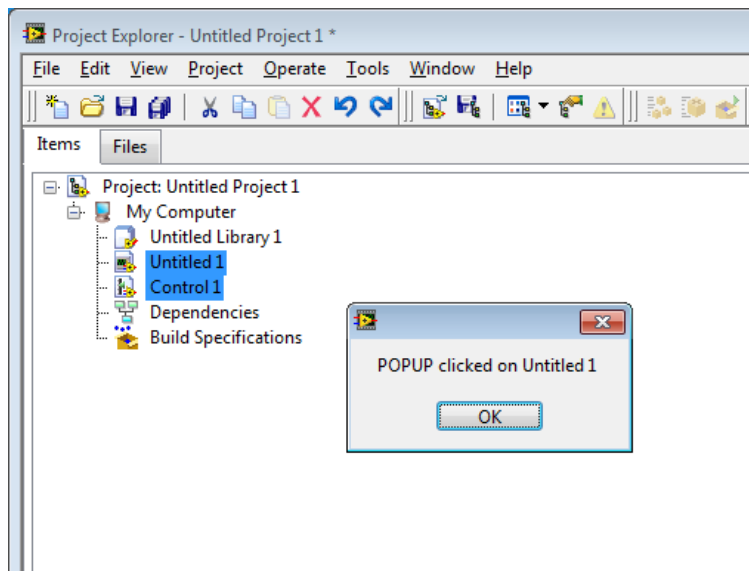 Project Explorer - Untitled Project 1 *
File Edit View Project Operate Tools Window Help
Items Files
Project: Untitled Project 1
My Computer
Untitled Library 1
Untitled 1
Control 1
Dependencies
Build Specifications
POPUP clicked on Untitled 1
OK